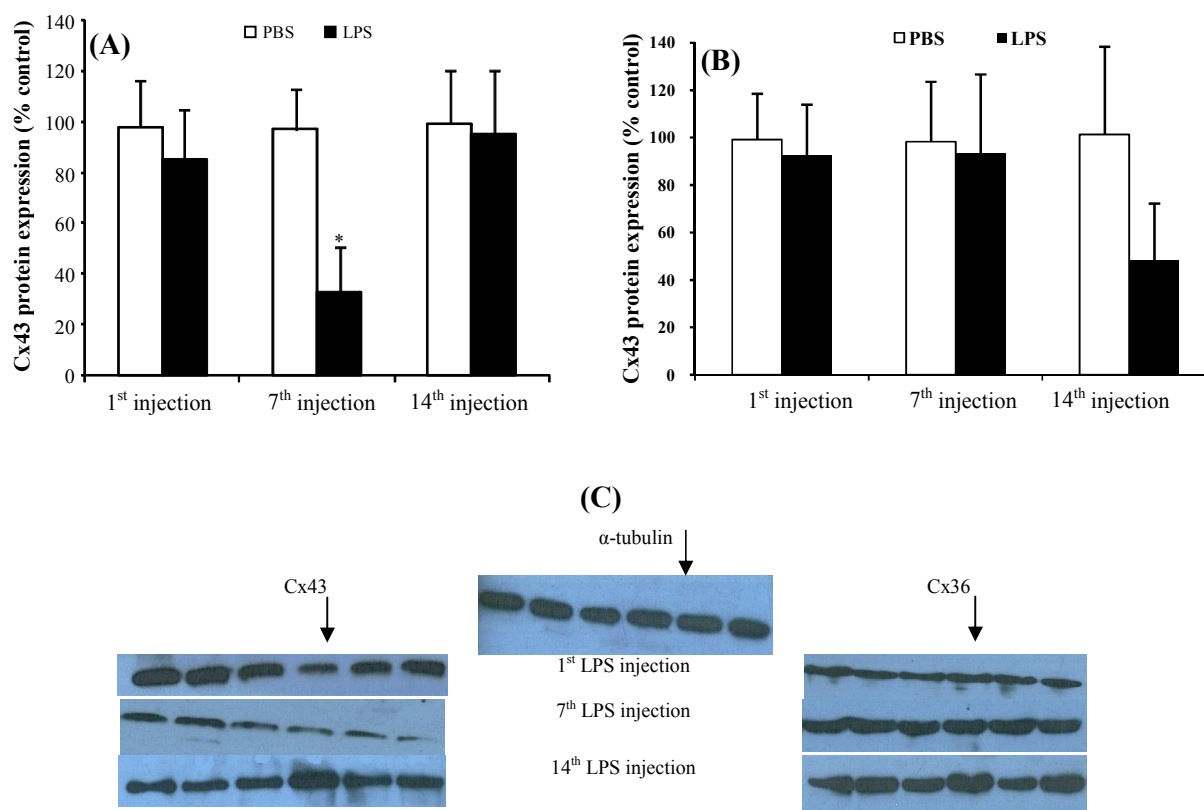 (A)
PBS LPS
Cx43 protein expression (% control)
140
120
100
80
60
40
20
0
*
1st injection 7th injection 14th injection
(B)
PBS LPS
Cx43 protein expression (% control)
140
120
100
80
60
40
20
0
1st injection 7th injection 14th injection
(C)
α-tubulin
Cx43
Cx36
1st LPS injection
7th LPS injection
14th LPS injection